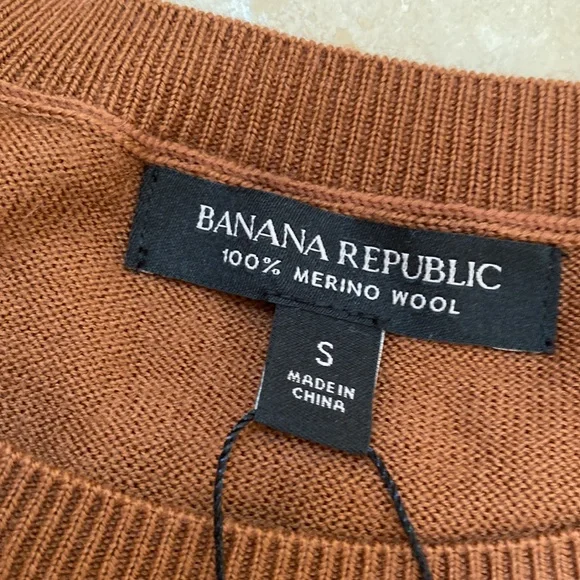 BANANA REPUBLIC
100% MERINO WOOL
S
MADE IN
CHINA